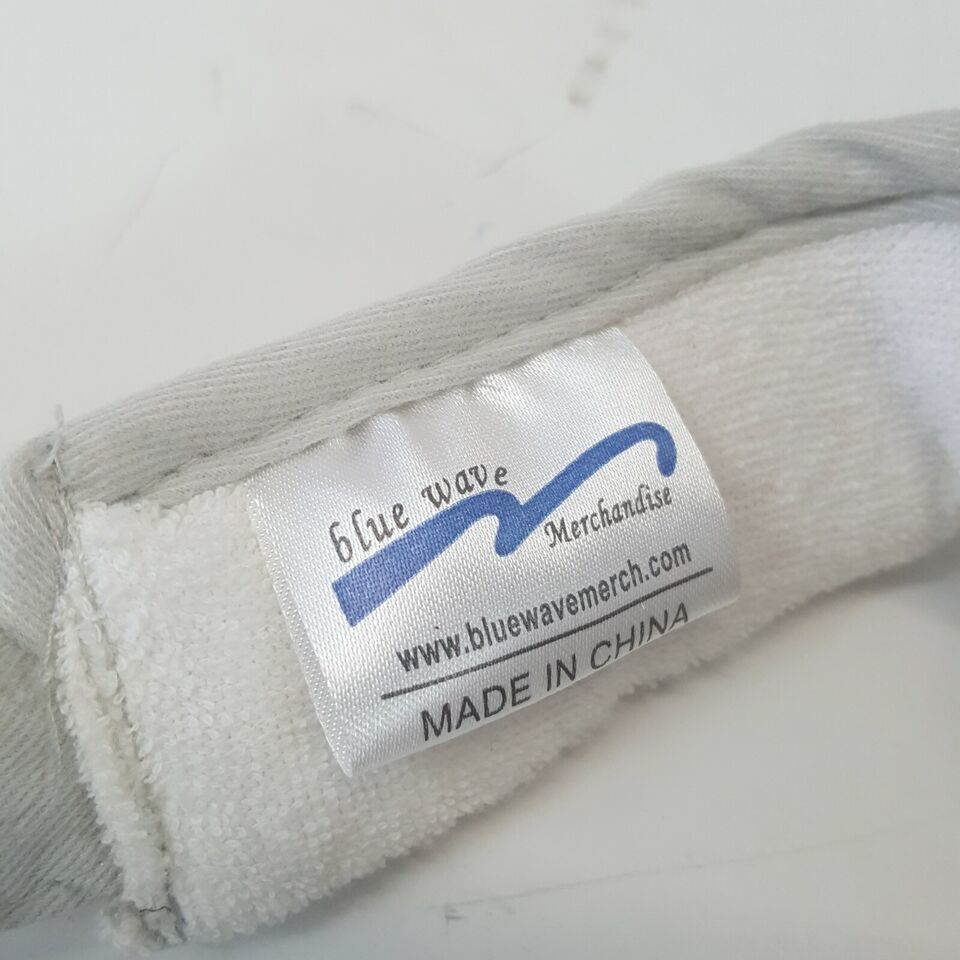 blue wave
Merchandise
www.bluewavemerch.com
MADE IN CHINA